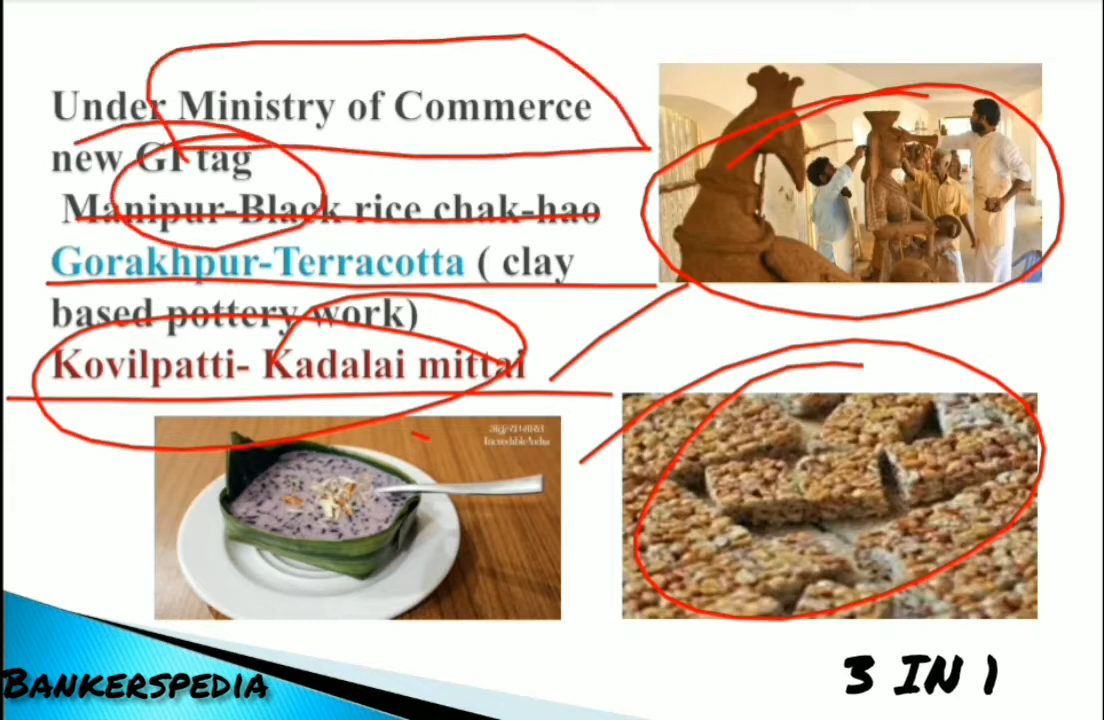 Under Ministry of Commerce
new GI tag
Manipur-Black rice chak-hao
Gorakhpur-Terracotta ( clay
based pottery work)
Kovilpatti- Kadalai mittai
IncredibleIndia
BANKERSPEDIA
3 IN 1